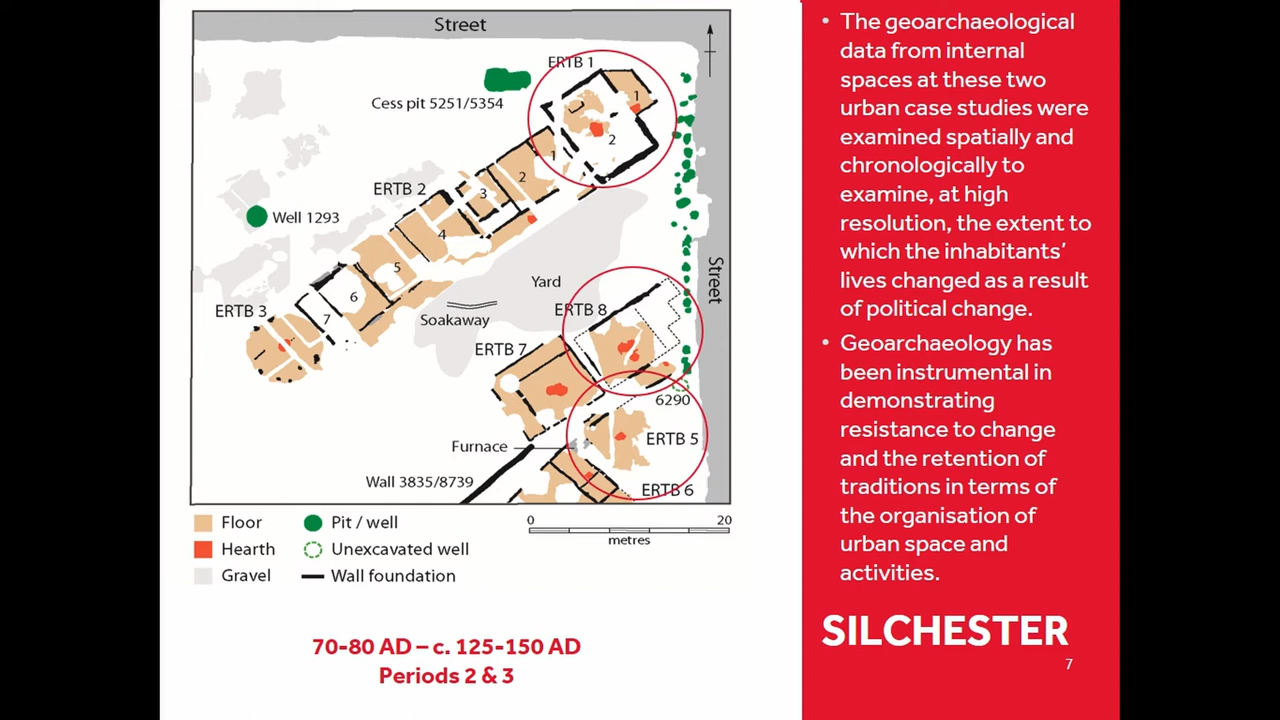 Street
ERTB 1
Cess pit 5251/5354
1
2
1
2
3
ERTB 2
Well 1293
4
5
Yard
Street
6
ERTB 3
7
Soakaway
ERTB 8
ERTB 7
6290
ERTB 5
Furnace
Wall 3835/8739
ERTB 6
Floor
Pit / well
0
20
metres
Hearth
Unexcavated well
Gravel
Wall foundation
70-80 AD – c. 125-150 AD
Periods 2 & 3
• The geoarchaeological
data from internal
spaces at these two
urban case studies were
examined spatially and
chronologically to
examine, at high
resolution, the extent to
which the inhabitants’
lives changed as a result
of political change.
• Geoarchaeology has
been instrumental in
demonstrating
resistance to change
and the retention of
traditions in terms of
the organisation of
urban space and
activities.
SILCHESTER
7